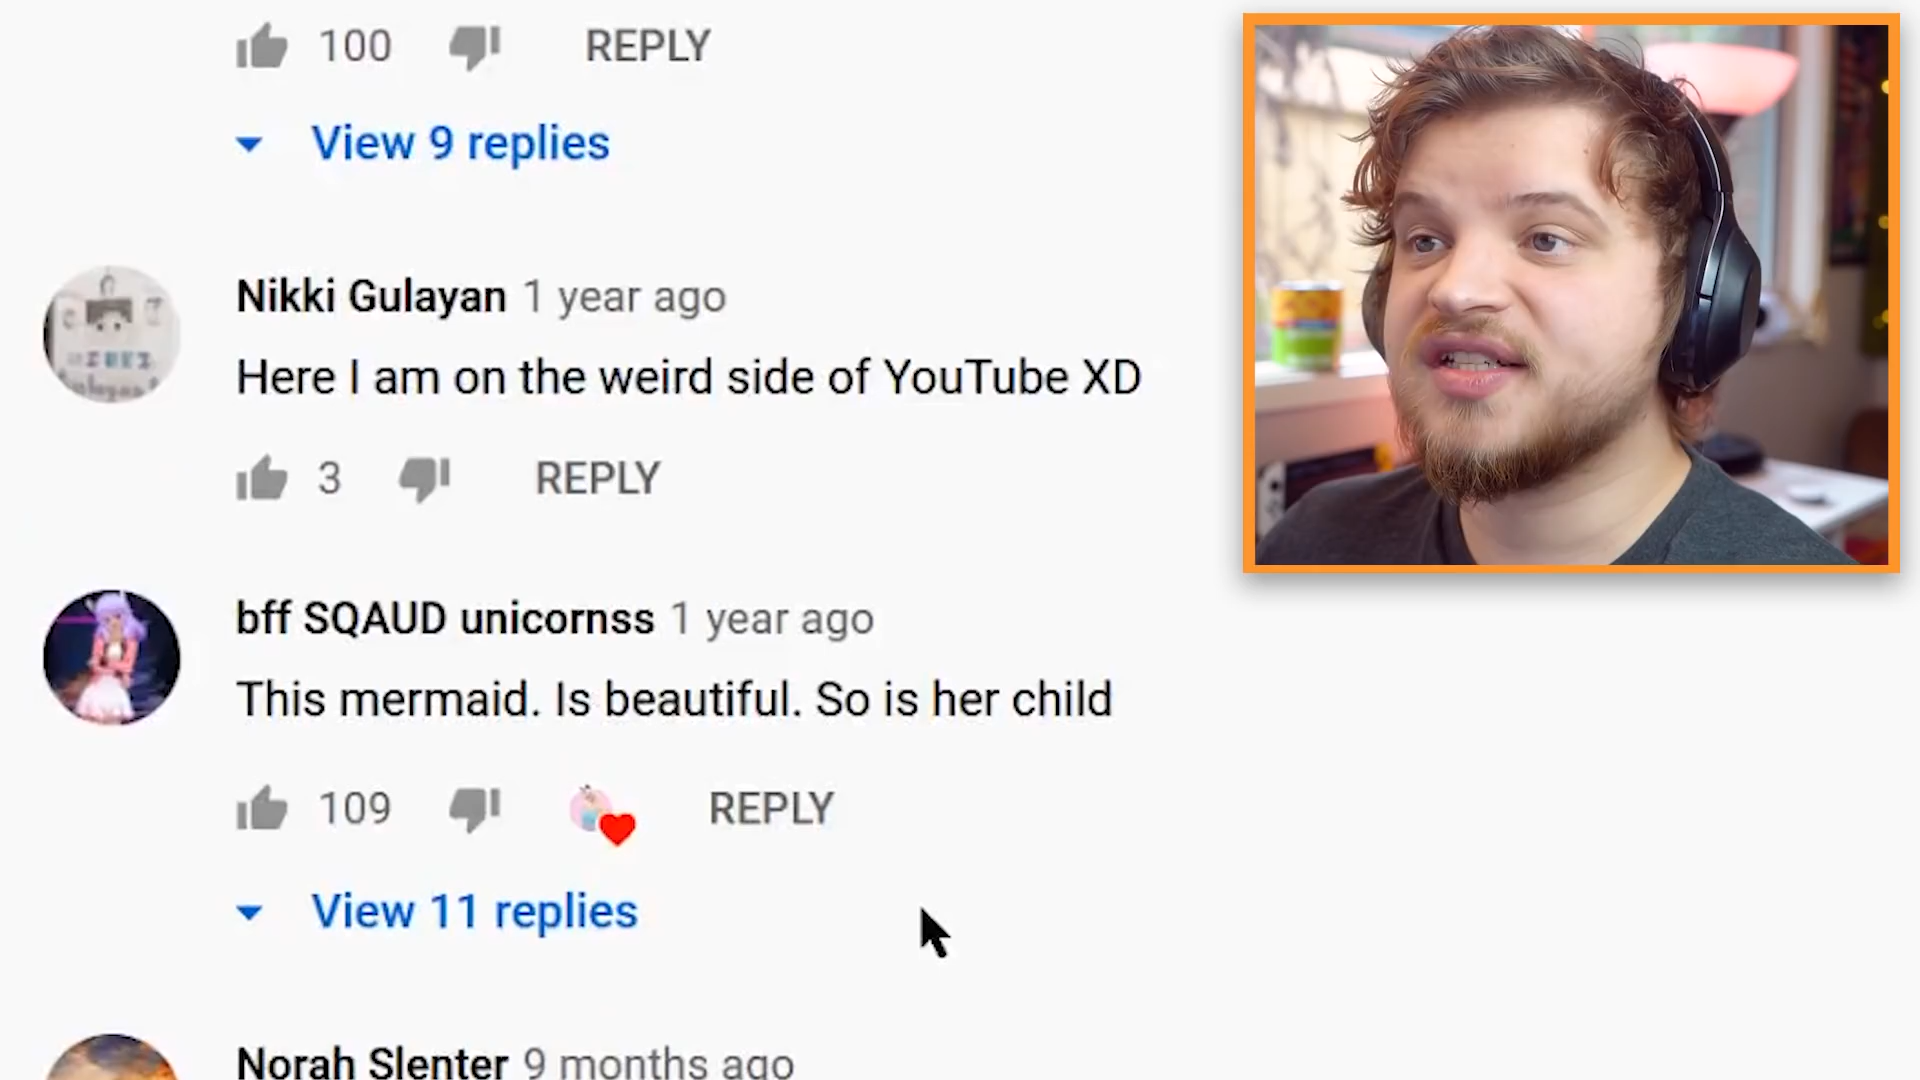 100 REPLY
View 9 replies
Nikki Gulayan 1 year ago
Here I am on the weird side of YouTube XD
3 REPLY
bff SQAUD unicornss 1 year ago
This mermaid. Is beautiful. So is her child
109 REPLY
View 11 replies
Norah Slenter 9 months ago